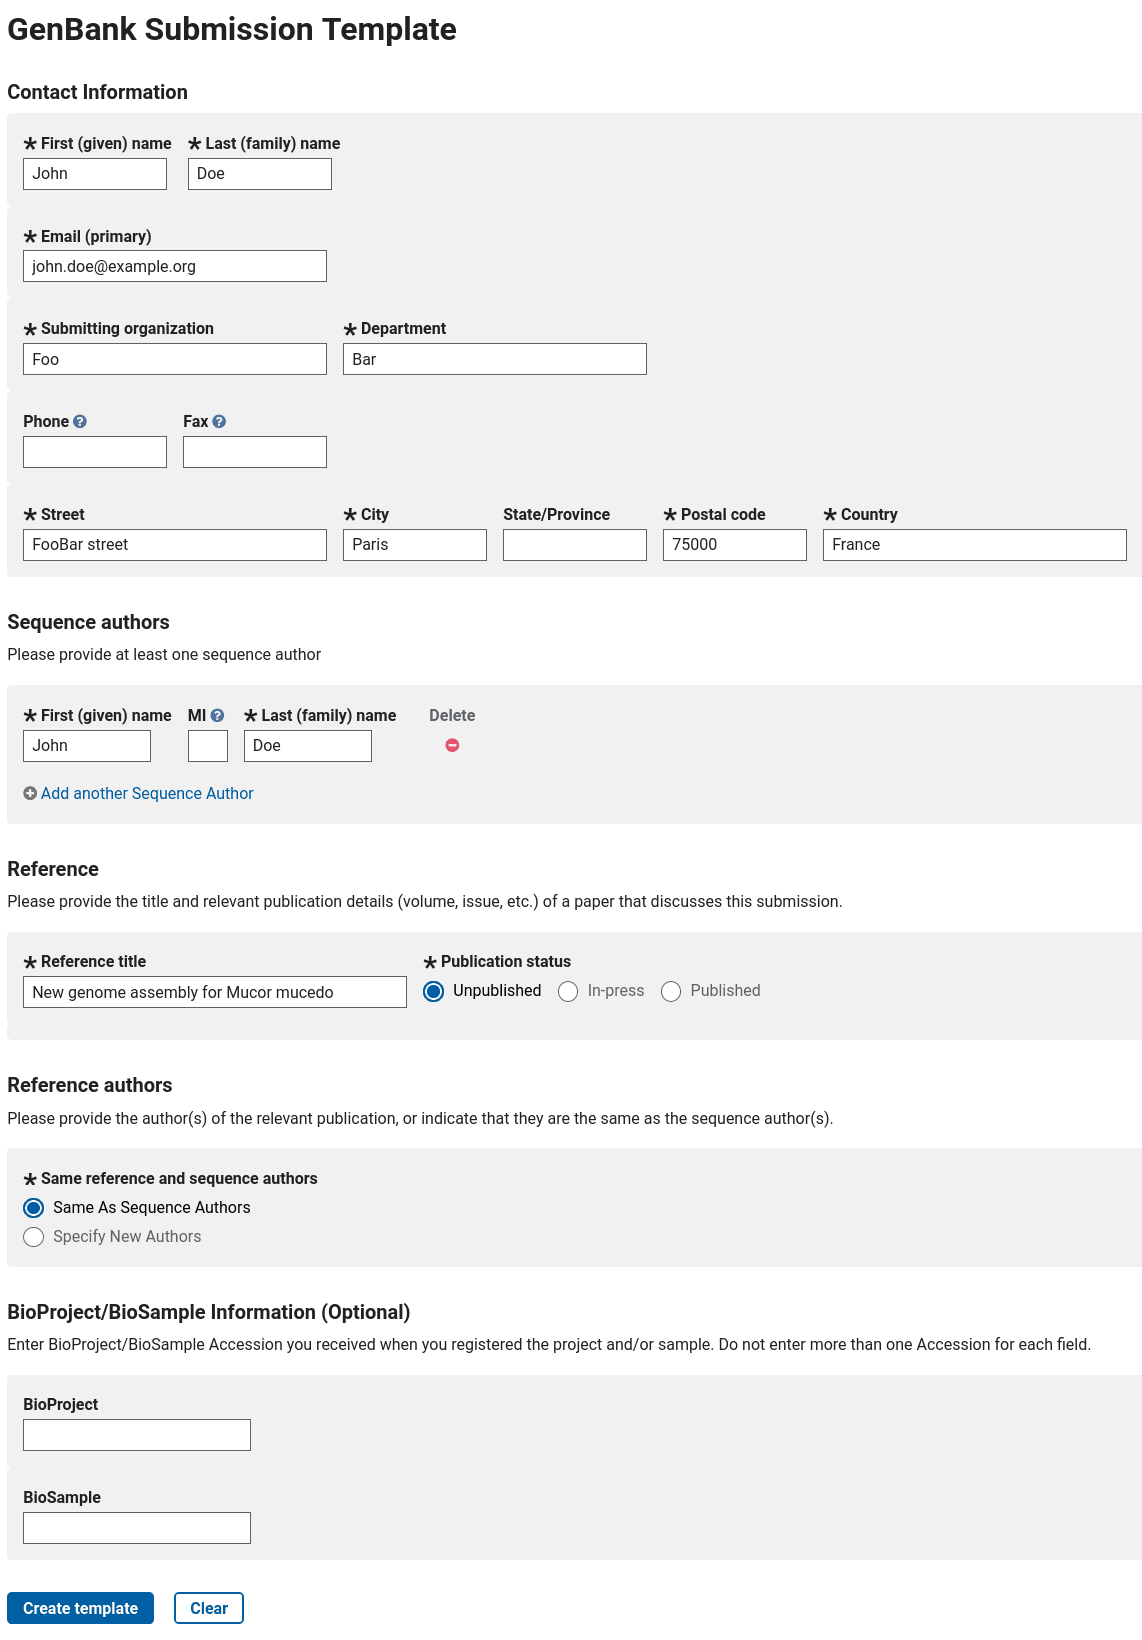 GenBank Submission Template
Contact Information
* First (given) name * Last (family) name
John Doe
* Email (primary)
john.doe@example.org
* Submitting organization * Department
Foo Bar
Phone ? Fax ?
* Street * City State/Province * Postal code * Country
FooBar street Paris 75000 France
Sequence authors
Please provide at least one sequence author
* First (given) name MI ? * Last (family) name Delete
John Doe
Add another Sequence Author
Reference
Please provide the title and relevant publication details (volume, issue, etc.) of a paper that discusses this submission.
* Reference title * Publication status
New genome assembly for Mucor mucedo Unpublished In-press Published
Reference authors
Please provide the author(s) of the relevant publication, or indicate that they are the same as the sequence author(s).
* Same reference and sequence authors
Same As Sequence Authors
Specify New Authors
BioProject/BioSample Information (Optional)
Enter BioProject/BioSample Accession you received when you registered the project and/or sample. Do not enter more than one Accession for each field.
BioProject
BioSample
Create template Clear